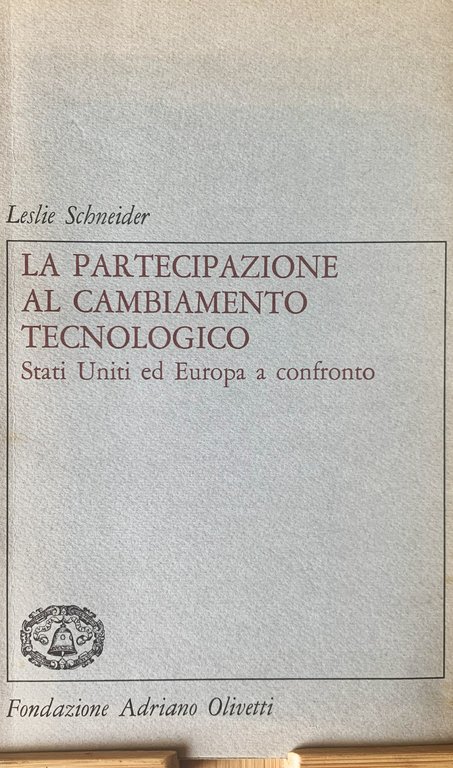 Leslie Schneider
LA PARTECIPAZIONE
AL CAMBIAMENTO
TECNOLOGICO
Stati Uniti ed Europa a confronto
Fondazione Adriano Olivetti